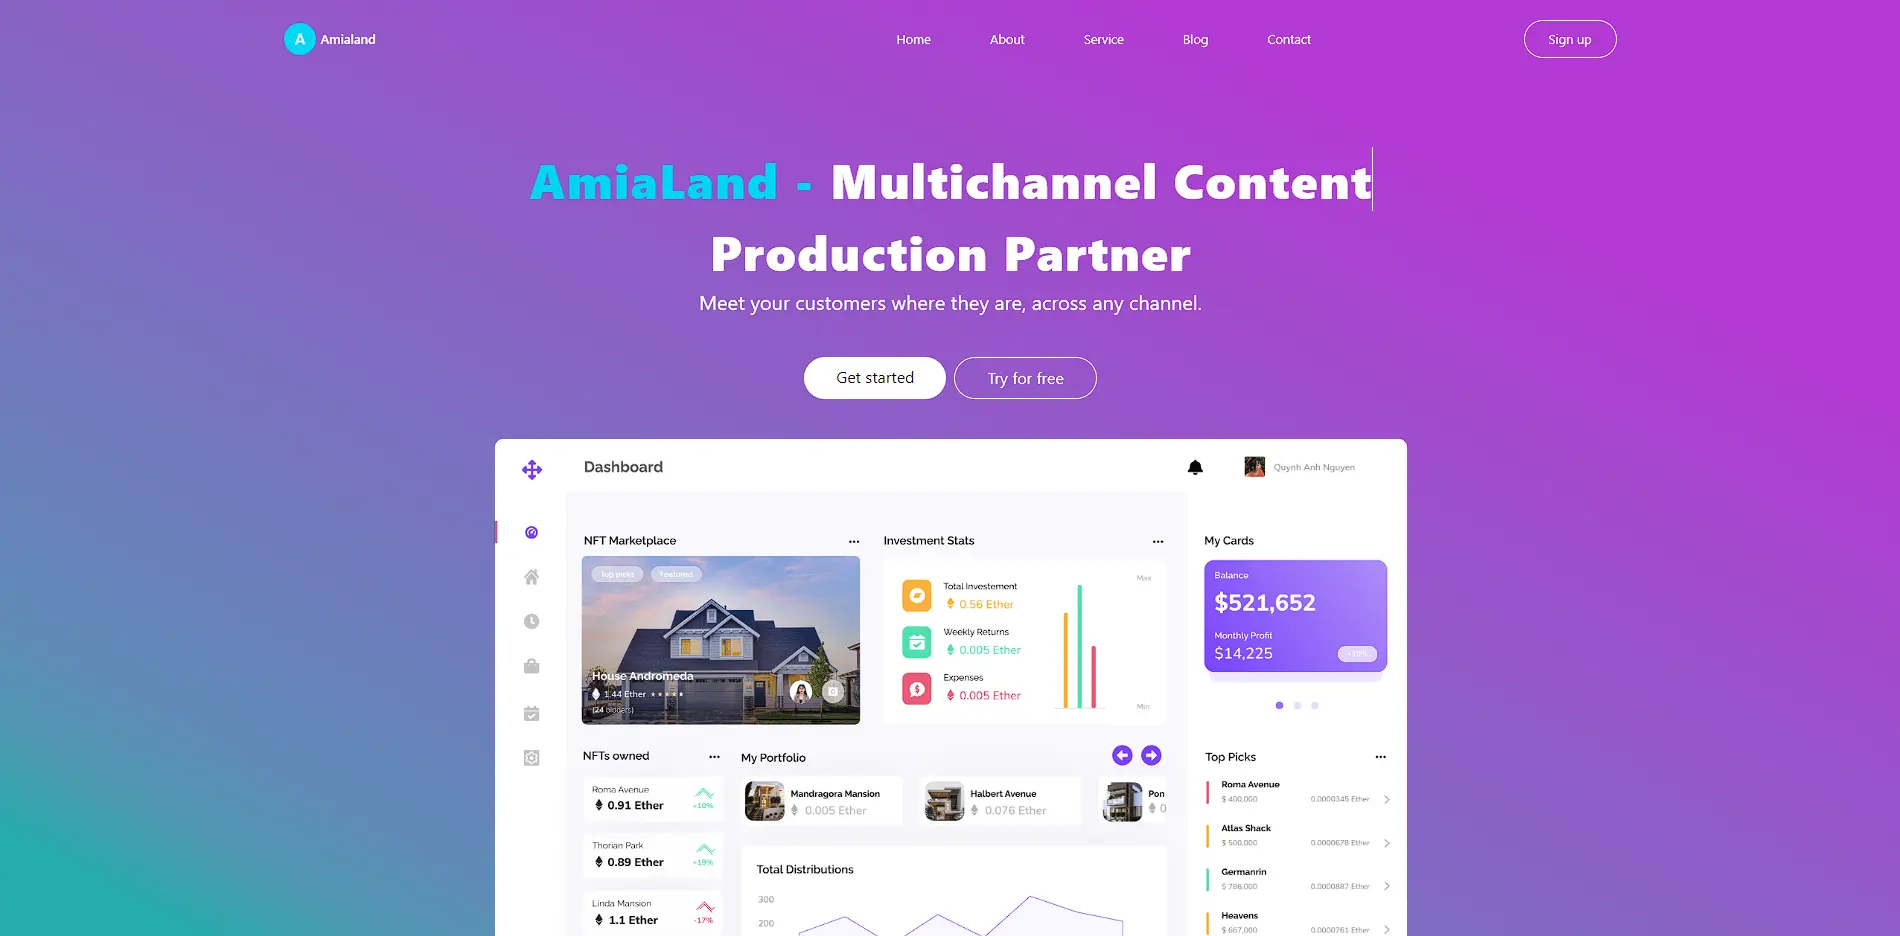 A Amialand
Home
About
Service
Blog
Contact
Sign up
AmiaLand - Multichannel Content
Production Partner
Meet your customers where they are, across any channel.
Get started
Try for free
Dashboard
Quynh Anh Nguyen
NFT Marketplace
Top picks
Featured
House Andromeda
1.44 Ether
(24 bidders)
Investment Stats
Total Investement
0.56 Ether
Weekly Returns
0.005 Ether
Expenses
0.005 Ether
Max
Min
My Cards
Balance
$521,652
Monthly Profit
$14,225
+10%
NFTs owned
Roma Avenue
0.91 Ether
+10%
Thorian Park
0.89 Ether
+19%
Linda Mansion
1.1 Ether
-17%
My Portfolio
Mandragora Mansion
0.005 Ether
Halbert Avenue
0.076 Ether
Pon
0
Total Distributions
300
200
Top Picks
Roma Avenue
$ 400,000
0.0000345 Ether
Atlas Shack
$ 500,000
0.0000678 Ether
Germanrin
$ 786,000
0.0000887 Ether
Heavens
$ 667,000
0.0000761 Ether